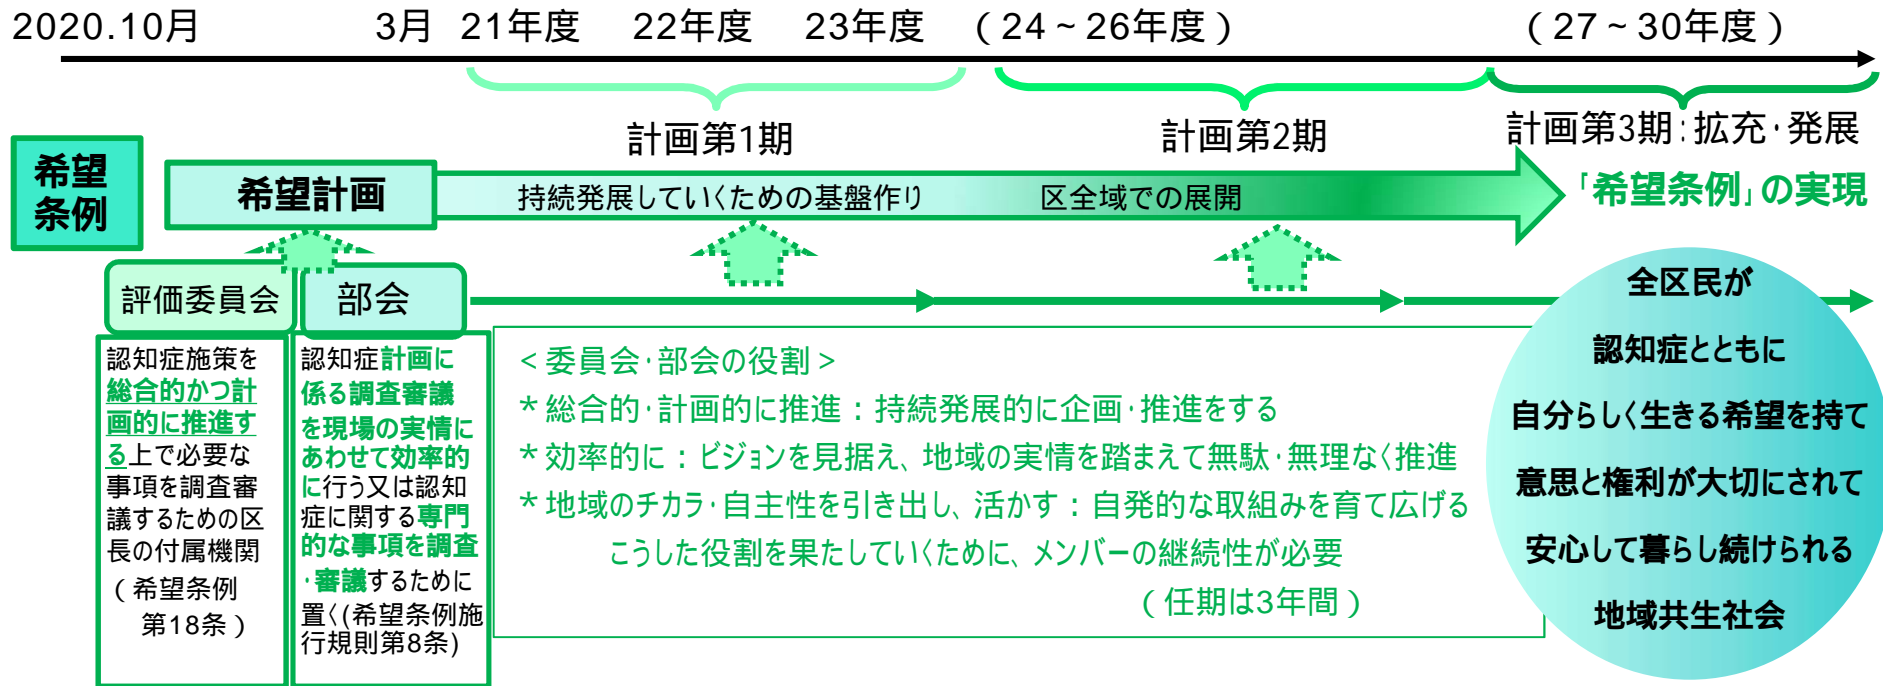 2020.10月 3月 21年度 22年度 23年度 (24~26年度) (27~30年度)
計画第1期
計画第2期
計画第3期:拡充・発展
希望
条例
希望計画
持続発展していくための基盤作り
区全域での展開
「希望条例」の実現
評価委員会
部会
認知症施策を
総合的かつ計
画的に推進す
る上で必要な
事項を調査審
議するための区
長の付属機関
(希望条例
第18条)
認知症計画に
係る調査審議
を現場の実情に
あわせて効率的
に行う又は認知
症に関する専門
的な事項を調査
・審議するために
置く(希望条例施
行規則第8条)
<委員会・部会の役割>
*総合的・計画的に推進:持続発展的に企画・推進をする
*効率的に:ビジョンを見据え、地域の実情を踏まえて無駄・無理なく推進
*地域のチカラ・自主性を引き出し、活かす:自発的な取組みを育て広げる
こうした役割を果たしていくために、メンバーの継続性が必要
(任期は3年間)
全区民が
認知症とともに
自分らしく生きる希望を持て
意思と権利が大切にされて
安心して暮らし続けられる
地域共生社会